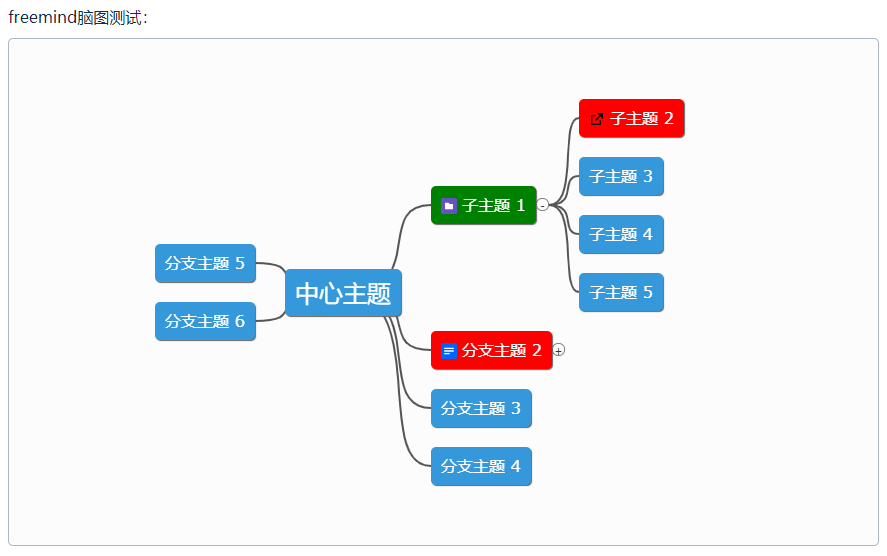 freemind脑图测试：
中心主题
子主题 1
-
子主题 2
子主题 3
子主题 4
子主题 5
分支主题 2
+
分支主题 3
分支主题 4
分支主题 5
分支主题 6